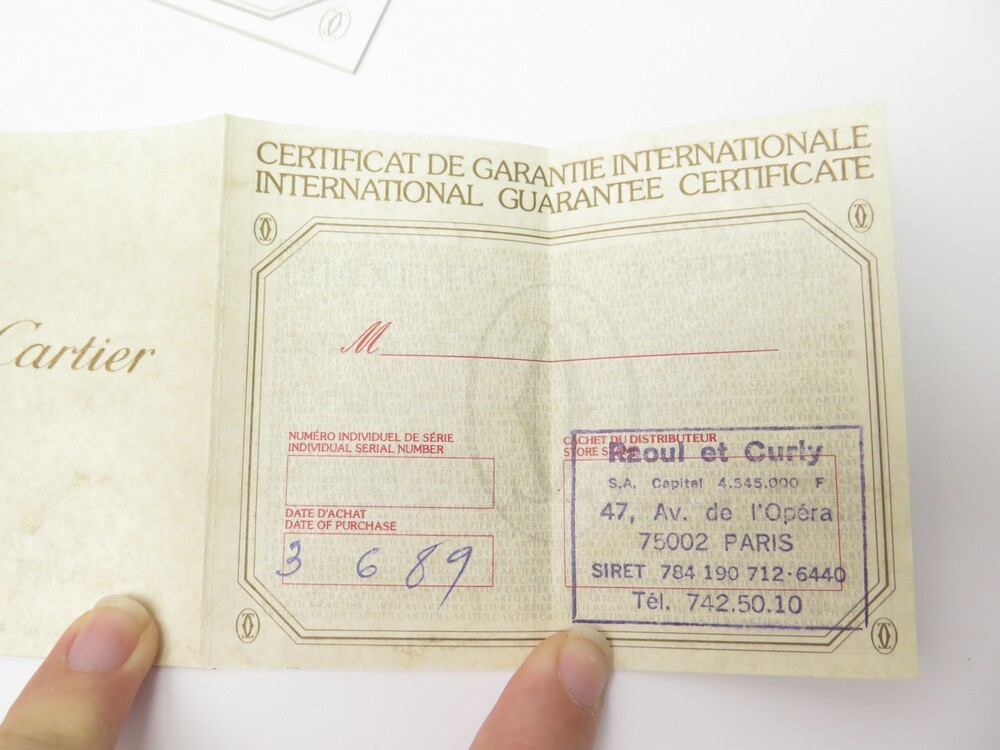 CERTIFICAT DE GARANTIE INTERNATIONALE
INTERNATIONAL GUARANTEE CERTIFICATE
Cartier
M
NUMÉRO INDIVIDUEL DE SÉRIE
INDIVIDUAL SERIAL NUMBER
DATE D'ACHAT
DATE OF PURCHASE
3 6 89
CACHET DU DISTRIBUTEUR
STORE STAMP
Raoul et Curly
S.A. Capital 4.545.000 F
47, Av. de l'Opéra
75002 PARIS
SIRET 784 190 712-6440
Tél. 742.50.10